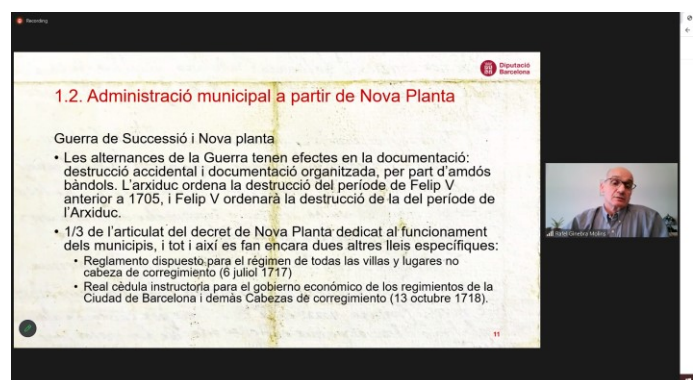 Recording
Diputació
Barcelona
1.2. Administració municipal a partir de Nova Planta
Guerra de Successió i Nova planta
• Les alternances de la Guerra tenen efectes en la documentació:
destrucció accidental i documentació organitzada, per part d'amdós
bàndols. L'arxiduc ordena la destrucció del període de Felip V
anterior a 1705, i Felip V ordenarà la destrucció de la del període de
l'Arxiduc.
• 1/3 de l'articulat del decret de Nova Planta dedicat al funcionament
dels municipis, i tot i així es fan encara dues altres lleis específiques:
• Reglamento dispuesto para el régimen de todas las villas y lugares no
cabeza de corregimiento (6 juliol 1717)
• Real cèdula instructoria para el gobierno económico de los regimientos de la
Ciudad de Barcelona i demàs Cabezas de corregimiento (13 octubre 1718).
11
Rafel Ginebra Molins